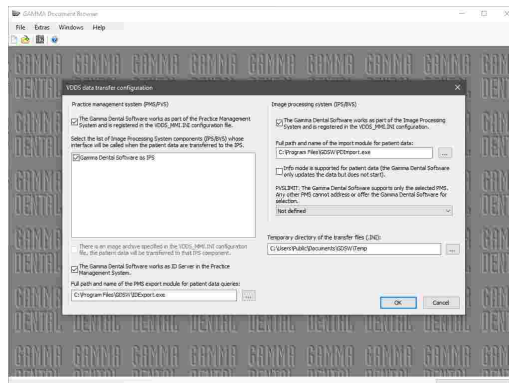 GAMMA Document Browser
File Extras Windows Help
GAMMA DENTAL
VDDS data transfer configuration
Practice management system (PMS/PVS)
The Gamma Dental Software works as part of the Practice Management
System and is registered in the VDDS_MMI.INI configuration file.
Select the list of Image Processing System components (IPS/BVS) whose
interface will be called when the patient data are transferred to the IPS.
Gamma Dental Software as IPS
There is an image archive specified in the VDDS_MMI.INI configuration
file, the patient data will be transferred to that IPS component.
The Gamma Dental Software works as ID Server in the Practice
Management System.
Full path and name of the PMS export module for patient data queries:
C:\Program Files\GDSW\IDExport.exe
...
Image processing system (IPS/BVS)
The Gamma Dental Software works as part of the Image Processing
System and is registered in the VDDS_MMI.INI configuration.
Full path and name of the import module for patient data:
C:\Program Files\GDSW\PDImport.exe
...
Info mode is supported for patient data (the Gamma Dental Software
only updates the data but does not start).
PVSLIMIT: The Gamma Dental Software supports only the selected PMS.
Any other PMS cannot address or offer the Gamma Dental Software for
selection.
Not defined
Temporary directory of the transfer files (.INI):
C:\Users\Public\Documents\GDSW\Temp
...
OK Cancel